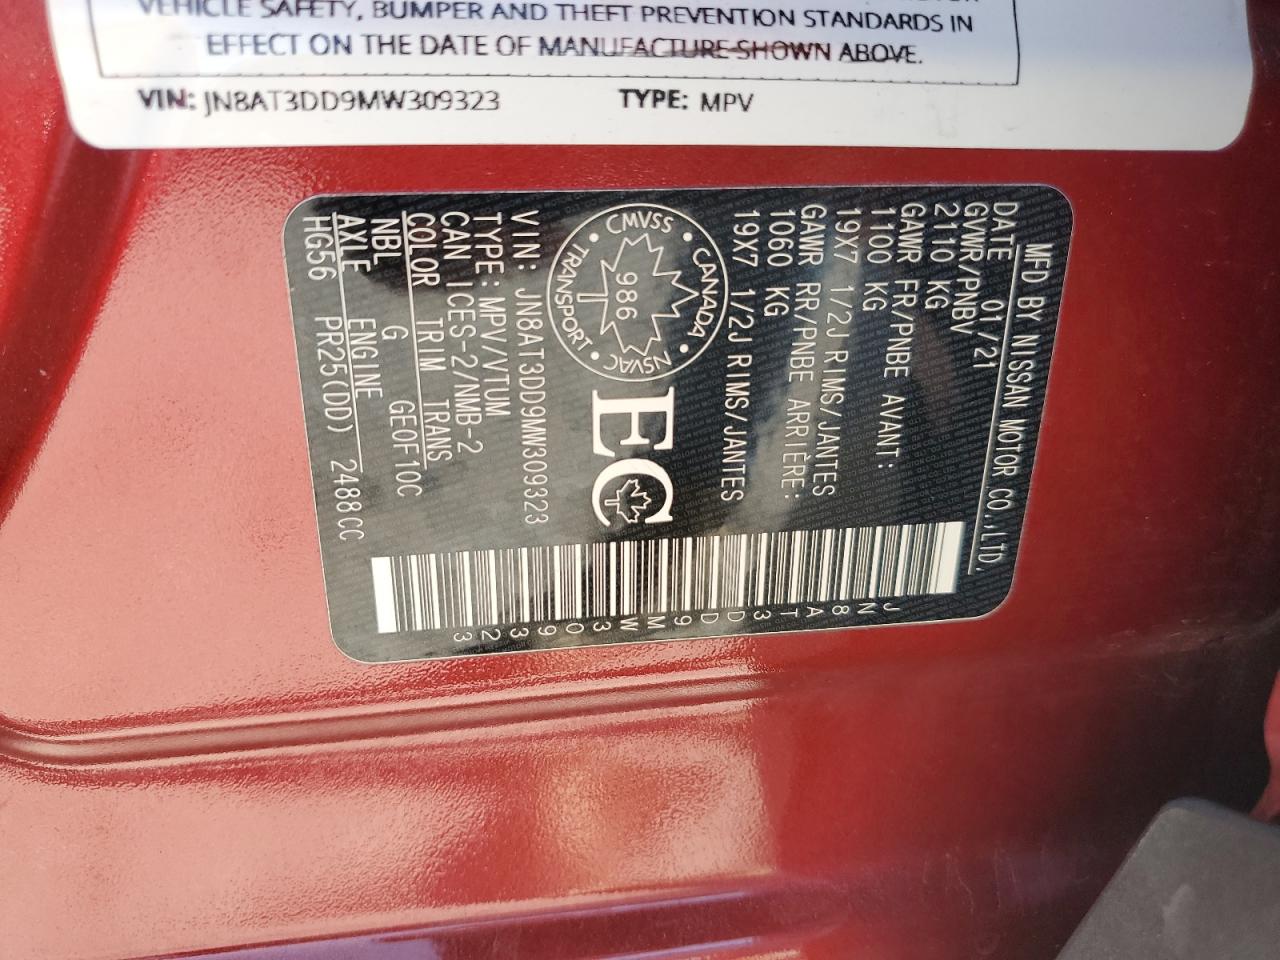 VEHICLE SAFETY, BUMPER AND THEFT PREVENTION STANDARDS IN
EFFECT ON THE DATE OF MANUFACTURE SHOWN ABOVE.
VIN: JN8AT3DD9MW309323 TYPE: MPV
MFD BY NISSAN MOTOR CO.,LTD.
DATE 01/21
GVWR/PNBV
2110 KG
GAWR FR/PNBE AVANT:
1100 KG
19X7 1/2J RIMS/JANTES
GAWR RR/PNBE ARRIÈRE:
1060 KG
19X7 1/2J RIMS/JANTES
CMVSS • CANADA • NSVAC • TRANSPORT •
986
EC
VIN: JN8AT3DD9MW309323
TYPE: MPV/VTUM
CAN ICES-2/NMB-2
COLOR TRIM TRANS
NBL G GE0F10C
AXLE ENGINE
HG56 PR25(DD) 2488CC
JN8AT3DD9MW309323